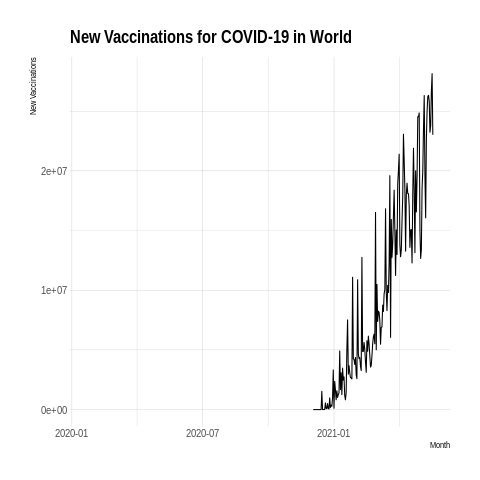 New Vaccinations for COVID-19 in World
New Vaccinations
2e+07
1e+07
0e+00
2020-01 2020-07 2021-01
Month